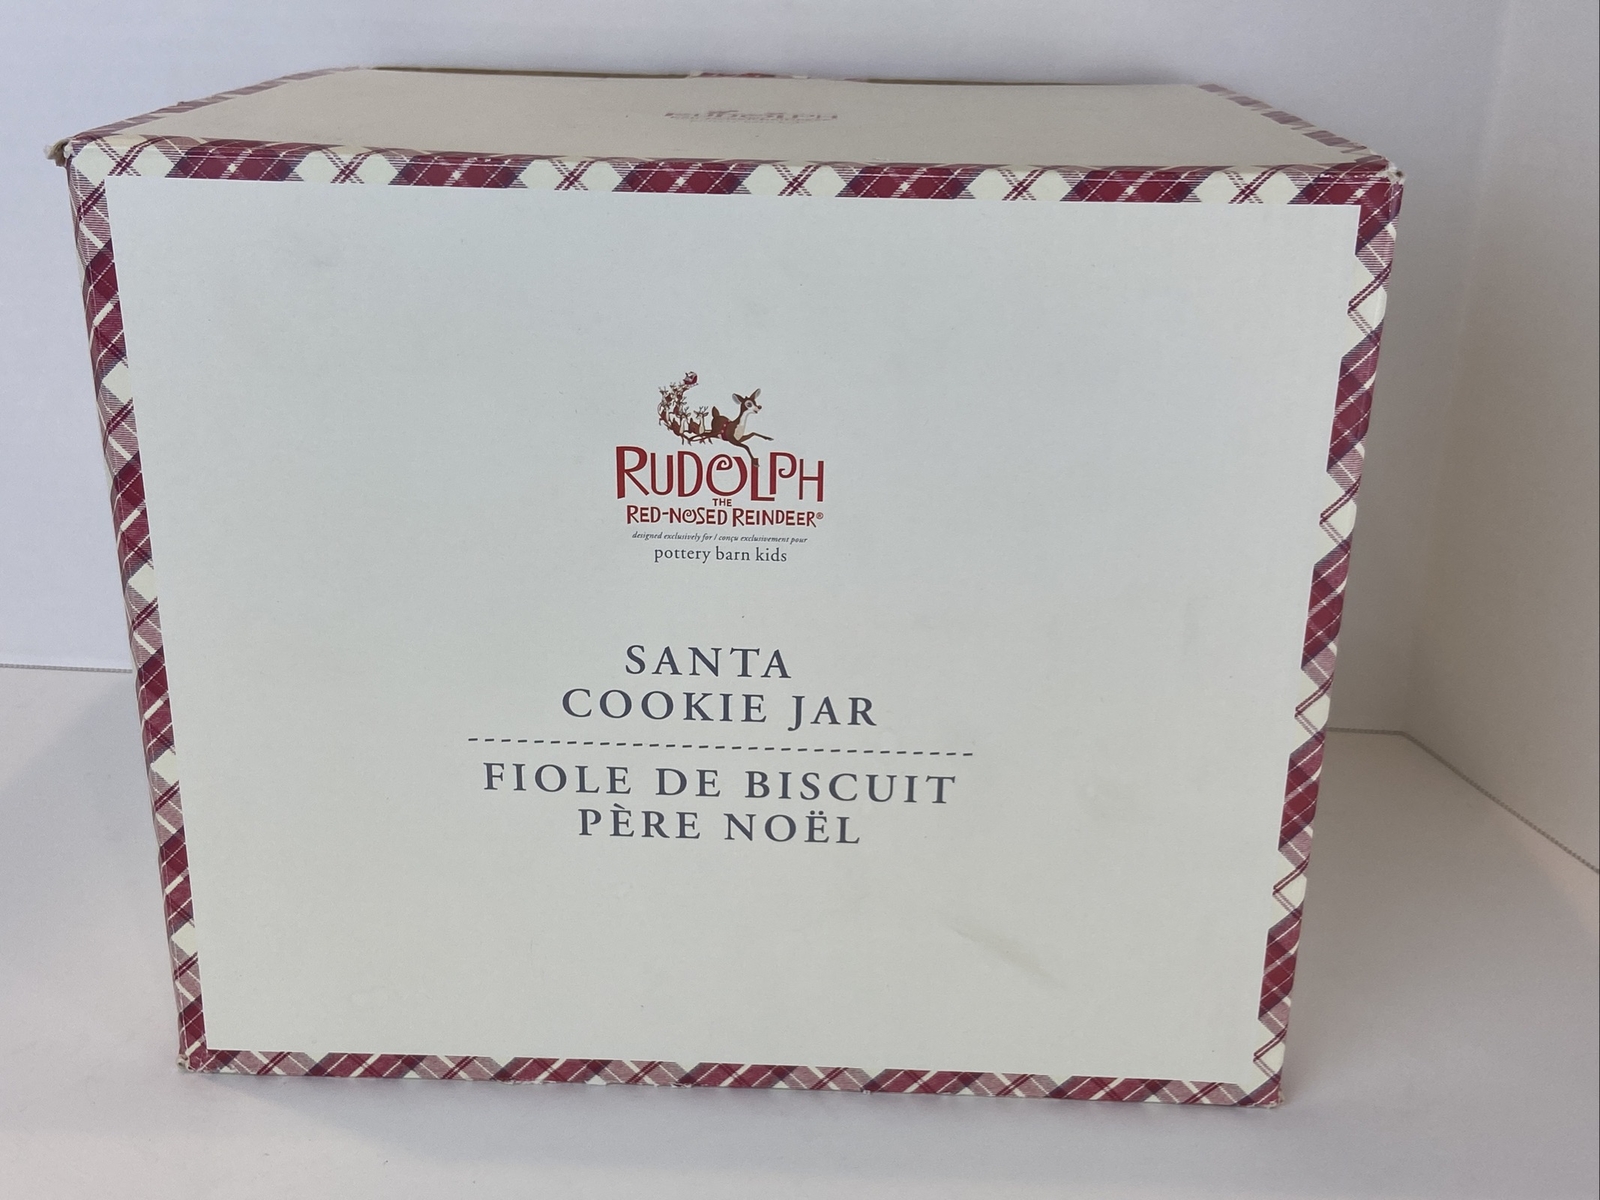 RUDOLPH
RUDOLPH
THE
RED-NOSED REINDEER®
designed exclusively for / conçu exclusivement pour
pottery barn kids
SANTA
COOKIE JAR
FIOLE DE BISCUIT
PÈRE NOËL